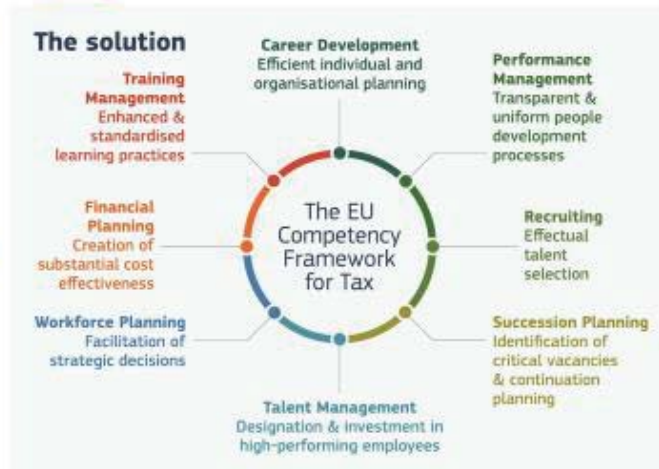 The solution
Career Development
Efficient individual and
organisational planning
Performance
Management
Transparent &
uniform people
development
processes
Recruiting
Effectual
talent
selection
Succession Planning
Identification of
critical vacancies
& continuation
planning
Talent Management
Designation & investment in
high-performing employees
Workforce Planning
Facilitation of
strategic decisions
Financial
Planning
Creation of
substantial cost
effectiveness
Training
Management
Enhanced &
standardised
learning practices
The EU
Competency
Framework
for Tax